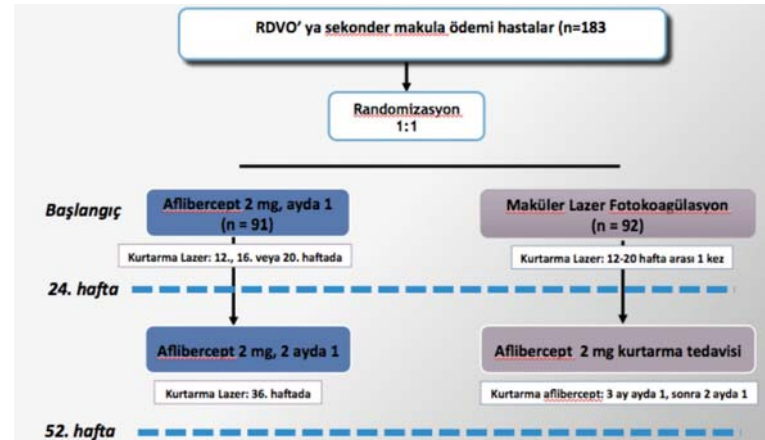 RDVO' ya sekonder makula ödemi hastalar (n=183
Randomizasyon
1:1
Başlangıç
Aflibercept 2 mg, ayda 1
(n = 91)
Maküler Lazer Fotokoagülasyon
(n = 92)
Kurtarma Lazer: 12., 16. veya 20. haftada
Kurtarma Lazer: 12-20 hafta arası 1 kez
24. hafta
Aflibercept 2 mg, 2 ayda 1
Aflibercept 2 mg kurtarma tedavisi
Kurtarma Lazer: 36. haftada
Kurtarma aflibercept: 3 ay ayda 1, sonra 2 ayda 1
52. hafta